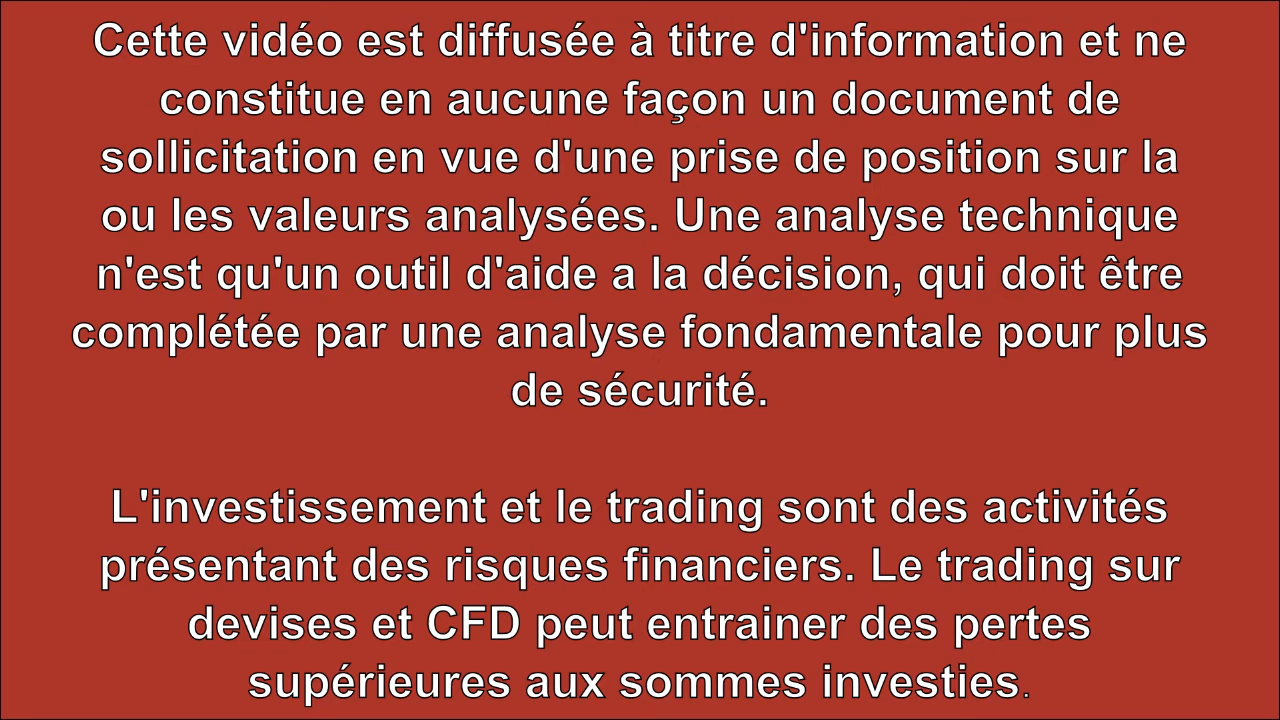 Cette vidéo est diffusée à titre d'information et ne
constitue en aucune façon un document de
sollicitation en vue d'une prise de position sur la
ou les valeurs analysées. Une analyse technique
n'est qu'un outil d'aide a la décision, qui doit être
complétée par une analyse fondamentale pour plus
de sécurité.
L'investissement et le trading sont des activités
présentant des risques financiers. Le trading sur
devises et CFD peut entrainer des pertes
supérieures aux sommes investies.